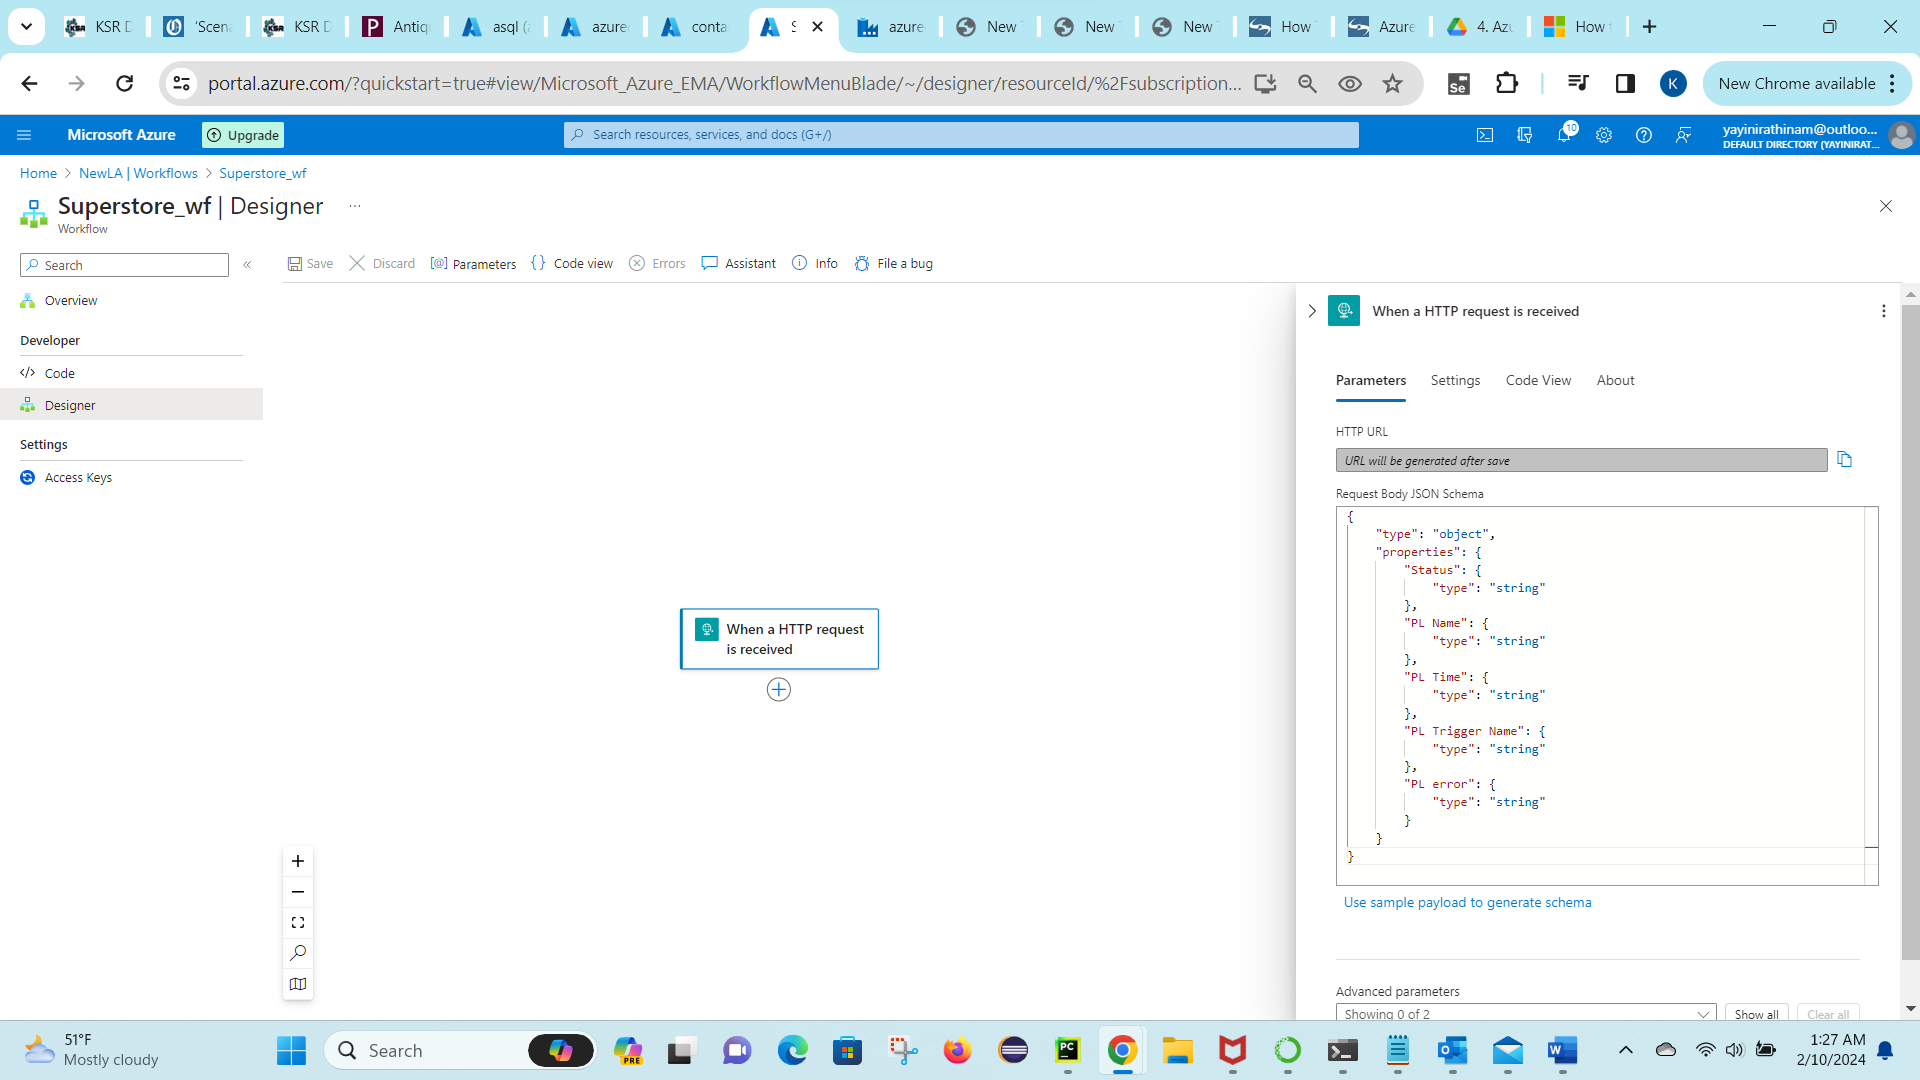 KSR D
'Scena
KSR D
Antiq
asql (a
azure
conta
S
azure
New
New
New
How
Azure
4. Azu
How t
portal.azure.com/?quickstart=true#view/Microsoft_Azure_EMA/WorkflowMenuBlade/~/designer/resourceId/%2Fsubscription...
Se
K
New Chrome available
Microsoft Azure
Upgrade
Search resources, services, and docs (G+/)
10
yayinirathinam@outloo...
DEFAULT DIRECTORY (YAYINIRAT...
Home > NewLA | Workflows > Superstore_wf
Superstore_wf | Designer ...
Workflow
Search
«
Save
Discard
Parameters
Code view
Errors
Assistant
Info
File a bug
Overview
Developer
Code
Designer
Settings
Access Keys
When a HTTP request
is received
When a HTTP request is received
Parameters
Settings
Code View
About
HTTP URL
URL will be generated after save
Request Body JSON Schema
{
"type": "object",
"properties": {
"Status": {
"type": "string"
},
"PL Name": {
"type": "string"
},
"PL Time": {
"type": "string"
},
"PL Trigger Name": {
"type": "string"
},
"PL error": {
"type": "string"
}
}
}
Use sample payload to generate schema
Advanced parameters
Showing 0 of 2
Show all
Clear all
51°F
Mostly cloudy
Search
PRE
PC
1:27 AM
2/10/2024